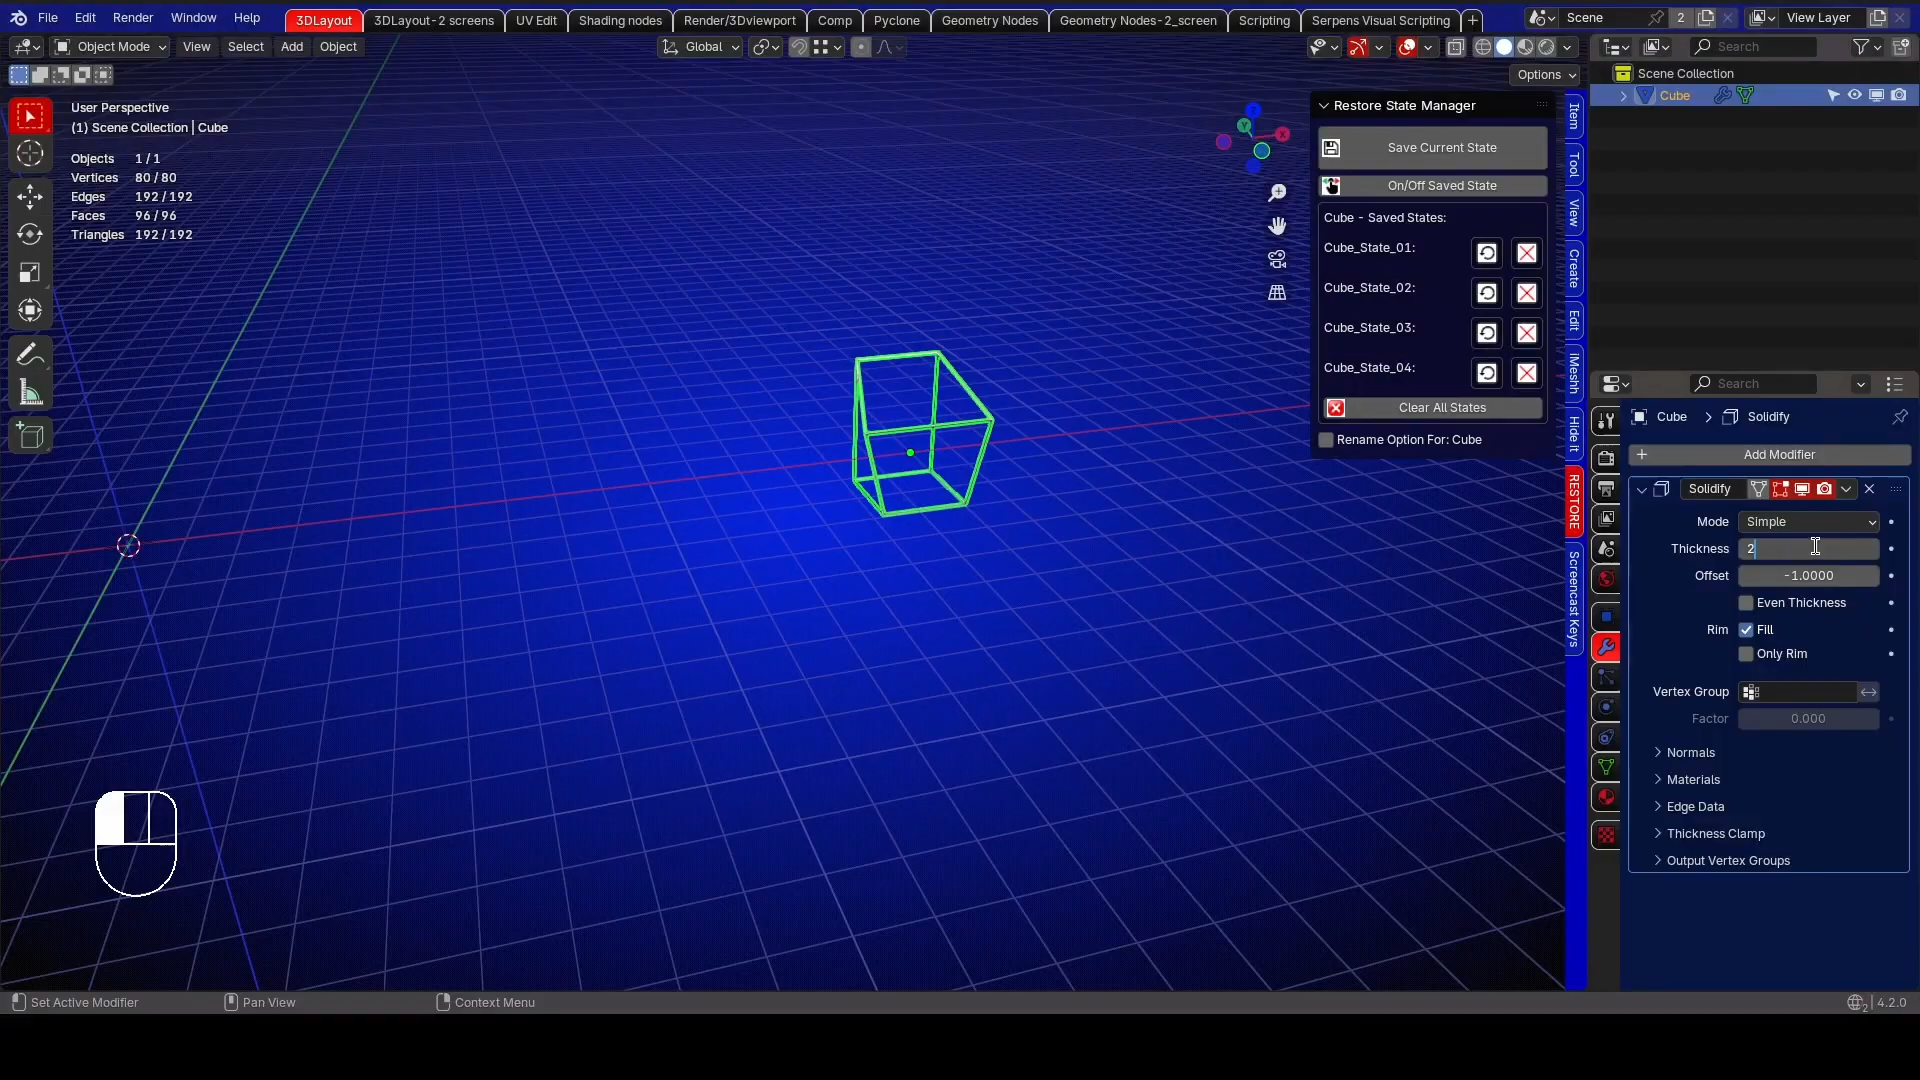 File Edit Render Window Help 3DLayout 3DLayout-2 screens UV Edit Shading nodes Render/3Dviewport Comp Pyclone Geometry Nodes Geometry Nodes-2_screen Scripting Serpens Visual Scripting + Scene 2 View Layer
Object Mode View Select Add Object Global Search
Options
User Perspective
(1) Scene Collection | Cube
Objects 1 / 1
Vertices 80 / 80
Edges 192 / 192
Faces 96 / 96
Triangles 192 / 192
X
Y
Z
Restore State Manager
Save Current State
On/Off Saved State
Cube - Saved States:
Cube_State_01:
Cube_State_02:
Cube_State_03:
Cube_State_04:
Clear All States
Rename Option For: Cube
Item
Tool
View
Create
Edit
iMeshh
Hide it
RESTORE
Screencast Keys
Scene Collection
Cube
Search
Cube Solidify
Add Modifier
Solidify
Mode Simple
Thickness 2
Offset -1.0000
Even Thickness
Rim Fill
Only Rim
Vertex Group
Factor 0.000
Normals
Materials
Edge Data
Thickness Clamp
Output Vertex Groups
Set Active Modifier Pan View Context Menu 2 4.2.0